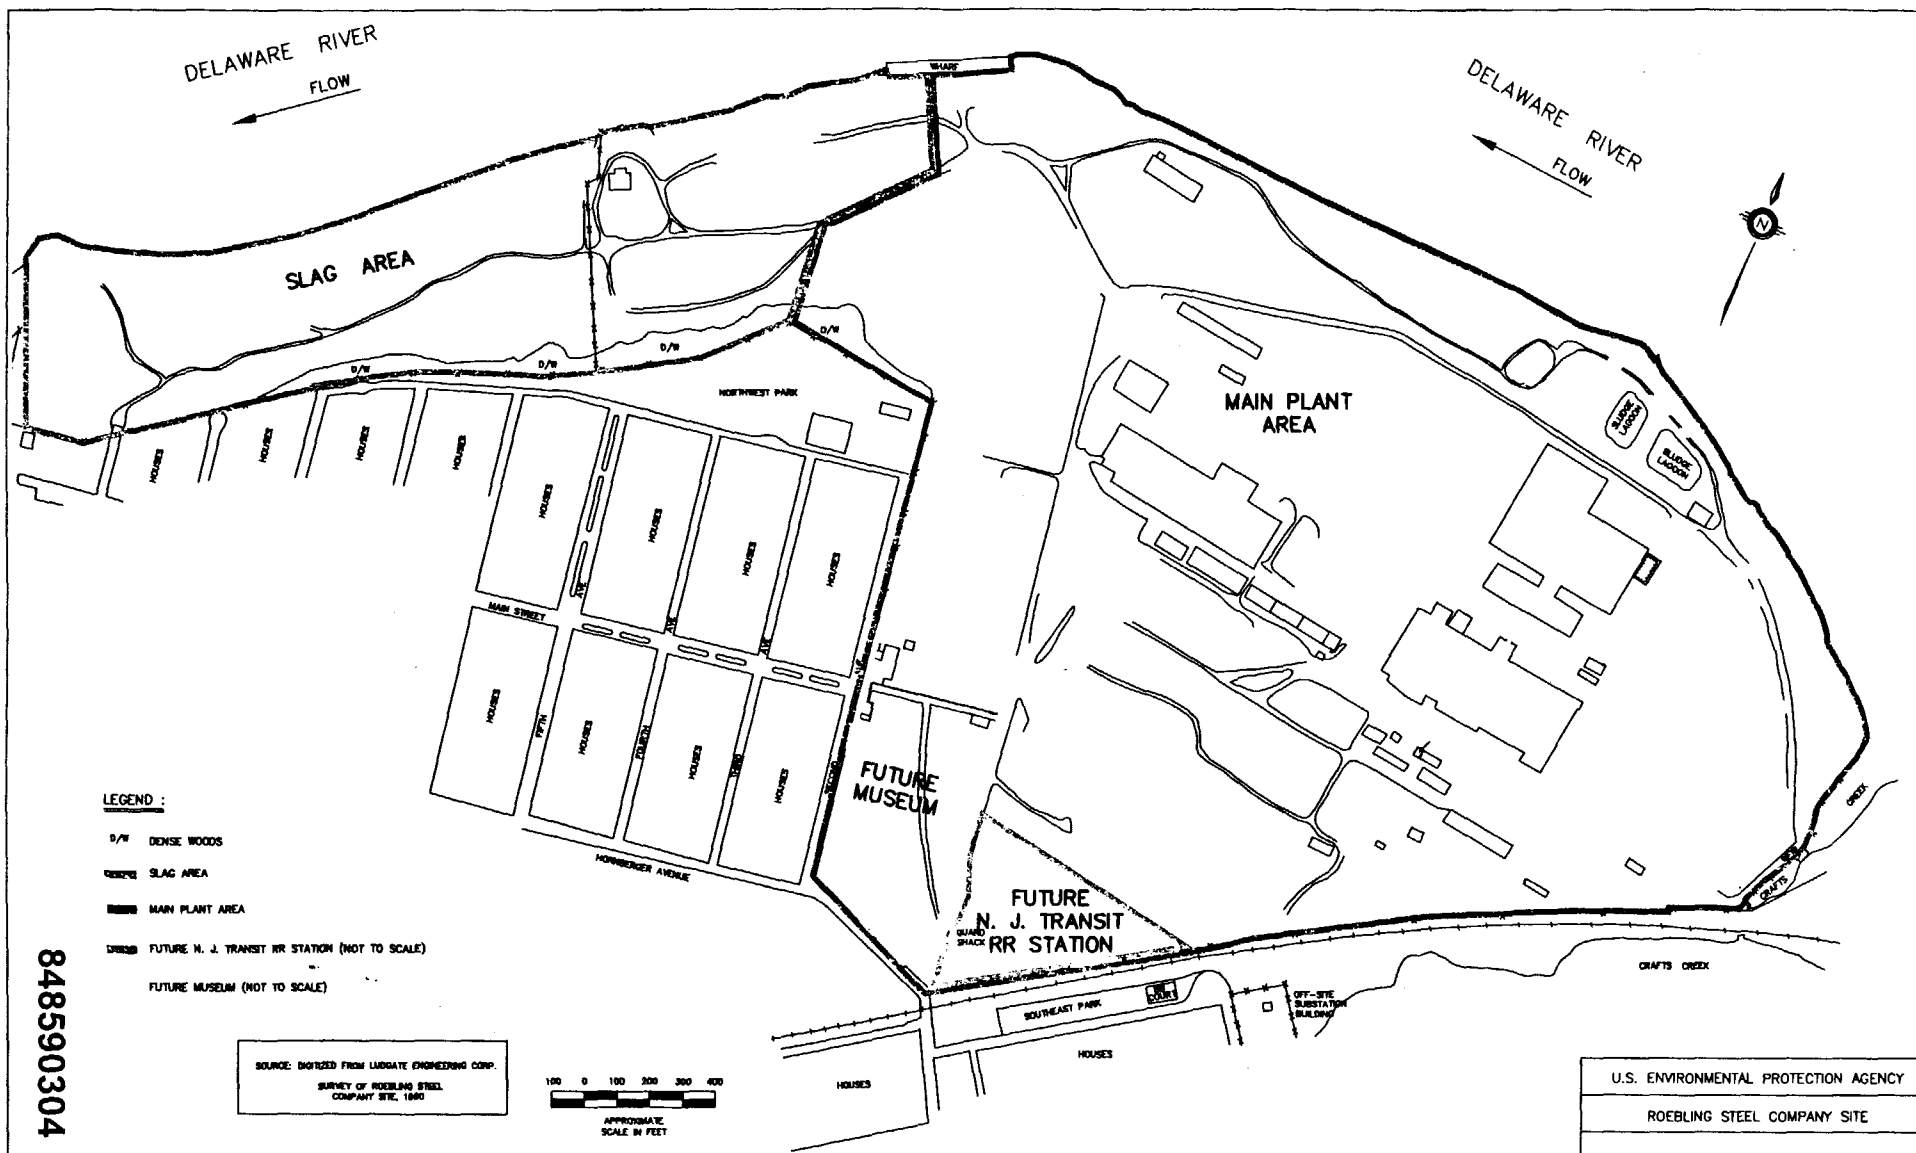 DELAWARE RIVER
FLOW
WHARF
DELAWARE RIVER
FLOW
N
SLAG AREA
D/W
D/W
D/W
D/W
NORTHWEST PARK
MAIN PLANT
AREA
SLUDGE
LAGOON
SLUDGE
LAGOON
HOUSES
HOUSES
HOUSES
HOUSES
HOUSES
HOUSES
HOUSES
HOUSES
MAIN STREET
AVE
AVE
AVE
AVE
HOUSES
HOUSES
HOUSES
HOUSES
FIFTH
FOURTH
THIRD
SECOND
HORNBERGER AVENUE
FUTURE
MUSEUM
FUTURE
N. J. TRANSIT
RR STATION
GUARD
SHACK
CREEK
CRAFTS
CRAFTS CREEK
SOUTHEAST PARK
COURT
OFF-SITE
SUBSTATION
BUILDING
HOUSES
HOUSES
LEGEND :
D/W DENSE WOODS
SLAG AREA
MAIN PLANT AREA
FUTURE N. J. TRANSIT RR STATION (NOT TO SCALE)
FUTURE MUSEUM (NOT TO SCALE)
848590304
SOURCE: DIGITIZED FROM LUDGATE ENGINEERING CORP.
SURVEY OF ROEBLING STEEL
COMPANY SITE, 1990
100 0 100 200 300 400
APPROXIMATE
SCALE IN FEET
U.S. ENVIRONMENTAL PROTECTION AGENCY
ROEBLING STEEL COMPANY SITE